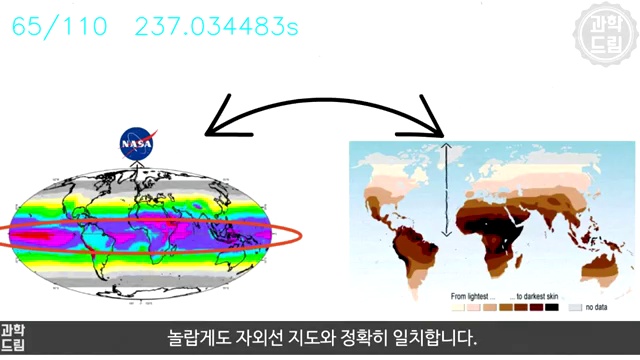 65/110 237.034483s
과학
드림
NASA
From lightest ... ... to darkest skin
no data
과학
드림
놀랍게도 자외선 지도와 정확히 일치합니다.